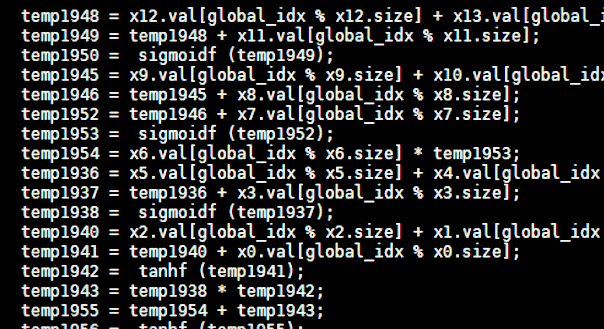 temp1948 = x12.val[global_idx % x12.size] + x13.val[global_i
temp1949 = temp1948 + x11.val[global_idx % x11.size];
temp1950 =  sigmoidf (temp1949);
temp1945 = x9.val[global_idx % x9.size] + x10.val[global_idx
temp1946 = temp1945 + x8.val[global_idx % x8.size];
temp1952 = temp1946 + x7.val[global_idx % x7.size];
temp1953 =  sigmoidf (temp1952);
temp1954 = x6.val[global_idx % x6.size] * temp1953;
temp1936 = x5.val[global_idx % x5.size] + x4.val[global_idx
temp1937 = temp1936 + x3.val[global_idx % x3.size];
temp1938 =  sigmoidf (temp1937);
temp1940 = x2.val[global_idx % x2.size] + x1.val[global_idx
temp1941 = temp1940 + x0.val[global_idx % x0.size];
temp1942 =  tanhf (temp1941);
temp1943 = temp1938 * temp1942;
temp1955 = temp1954 + temp1943;
temp1956 =  tanhf (temp1955);